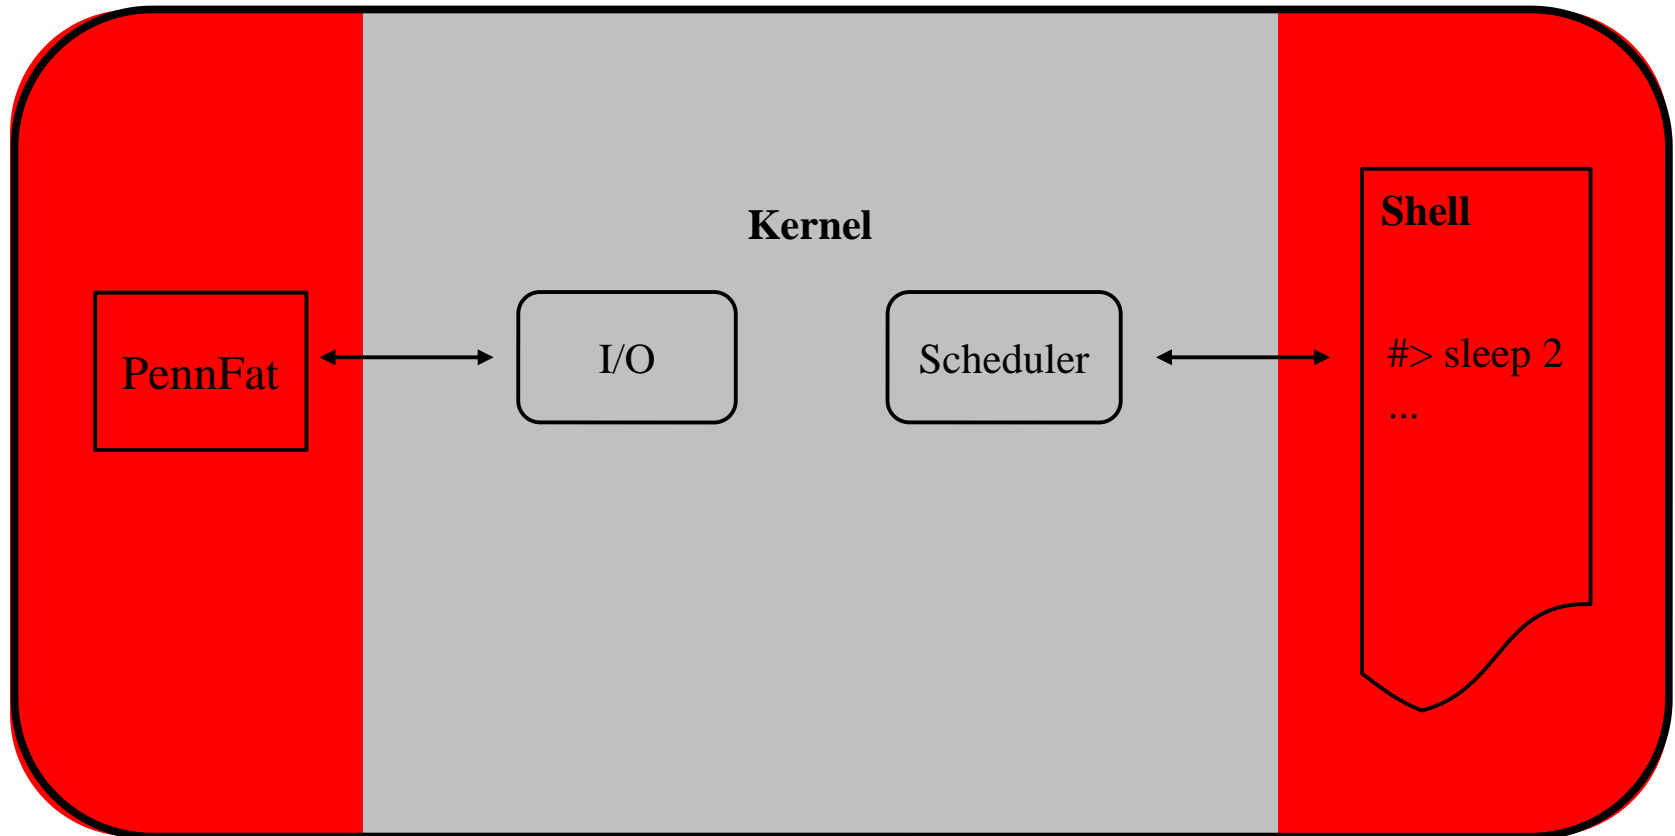 Kernel
Shell
PennFat
I/O
Scheduler
#> sleep 2
...